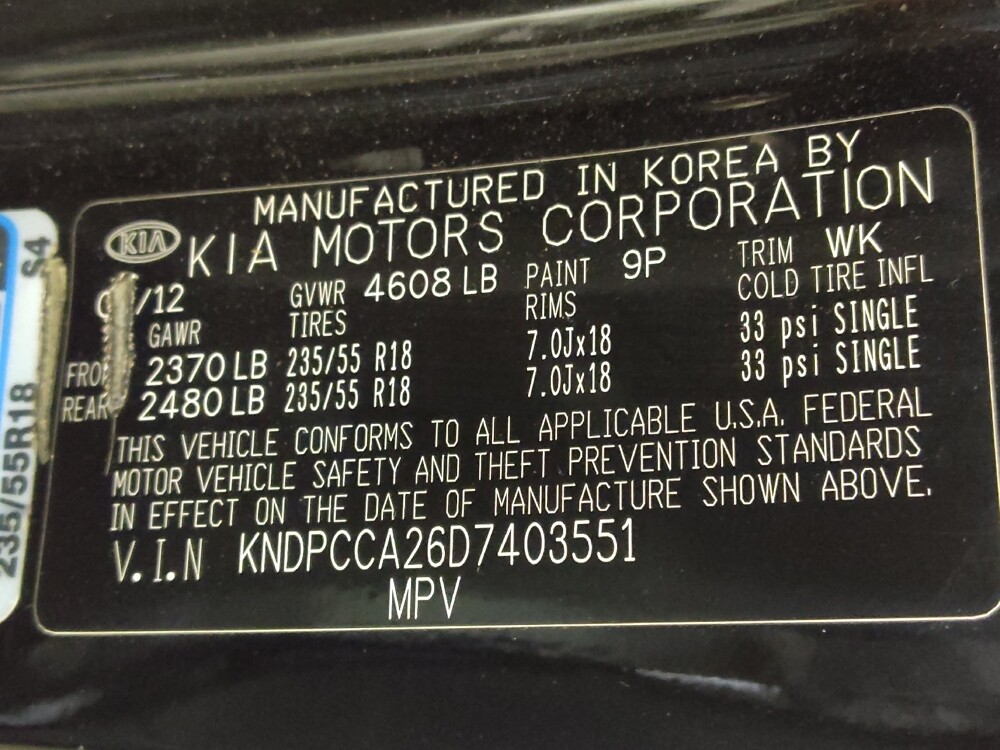 MANUFACTURED IN KOREA BY
KIA KIA MOTORS CORPORATION
/12 GVWR 4608 LB PAINT 9P TRIM WK
GAWR TIRES RIMS COLD TIRE INFL
2370 LB 235/55 R18 7.0Jx18 33 psi SINGLE
REAR 2480 LB 235/55 R18 7.0Jx18 33 psi SINGLE
THIS VEHICLE CONFORMS TO ALL APPLICABLE U.S.A. FEDERAL
MOTOR VEHICLE SAFETY AND THEFT PREVENTION STANDARDS
IN EFFECT ON THE DATE OF MANUFACTURE SHOWN ABOVE.
V.I.N KNDPCCA26D7403551
MPV
235/55R18